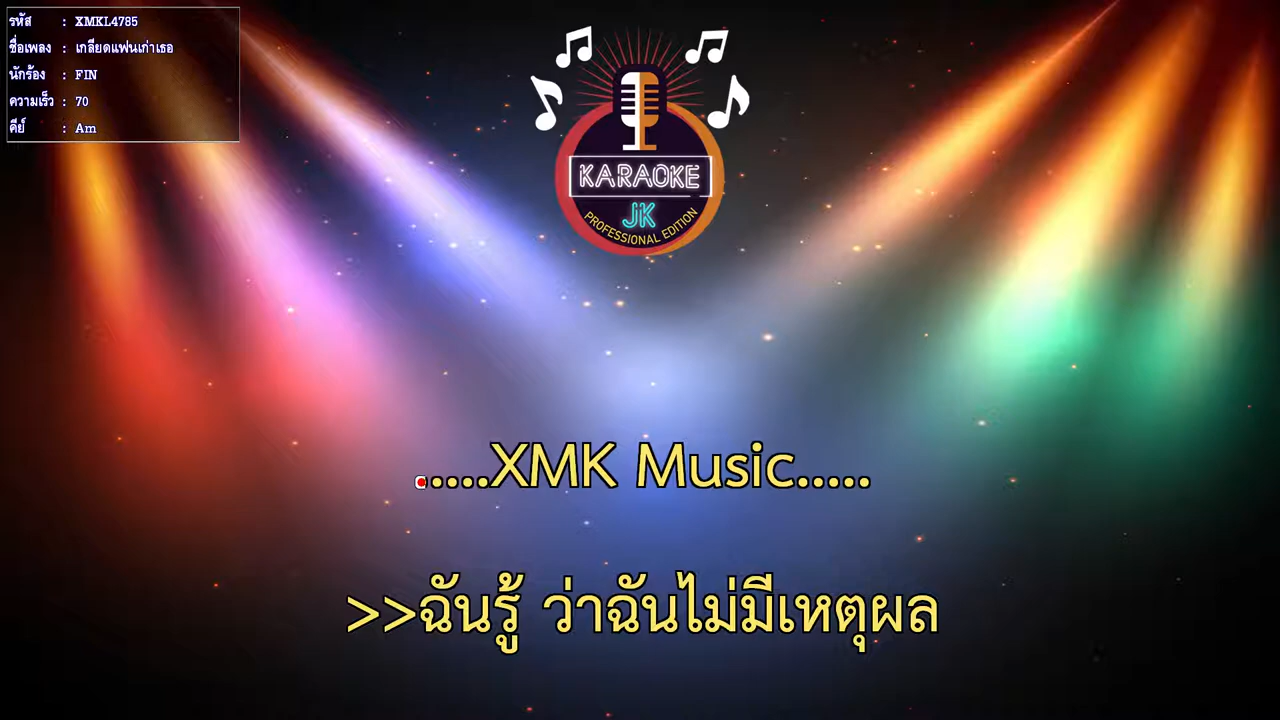 รหัส : XMKL4785
ชื่อเพลง : เกลียดแฟนเก่าเธอ
นักร้อง : FIN
ความเร็ว : 70
คีย์ : Am
KARAOKE
JK
PROFESSIONAL EDITION
.....XMK Music.....
>>ฉันรู้ ว่าฉันไม่มีเหตุผล